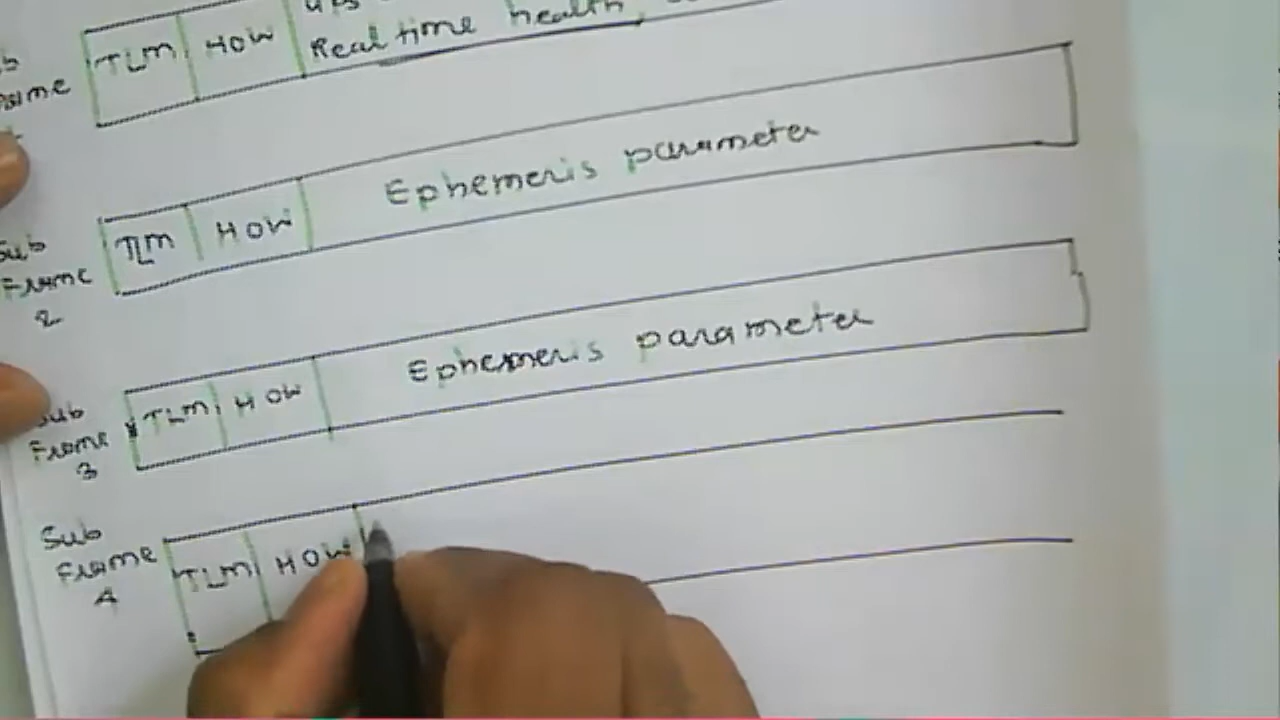 TLM HOW
Real time health,
Frame
Ephemeris parameter
TLM HOW
Sub
Frame
2
Ephemeris parameter
TLM HOW
Sub
Frame
3
Sub
Frame
4
TLM HOW